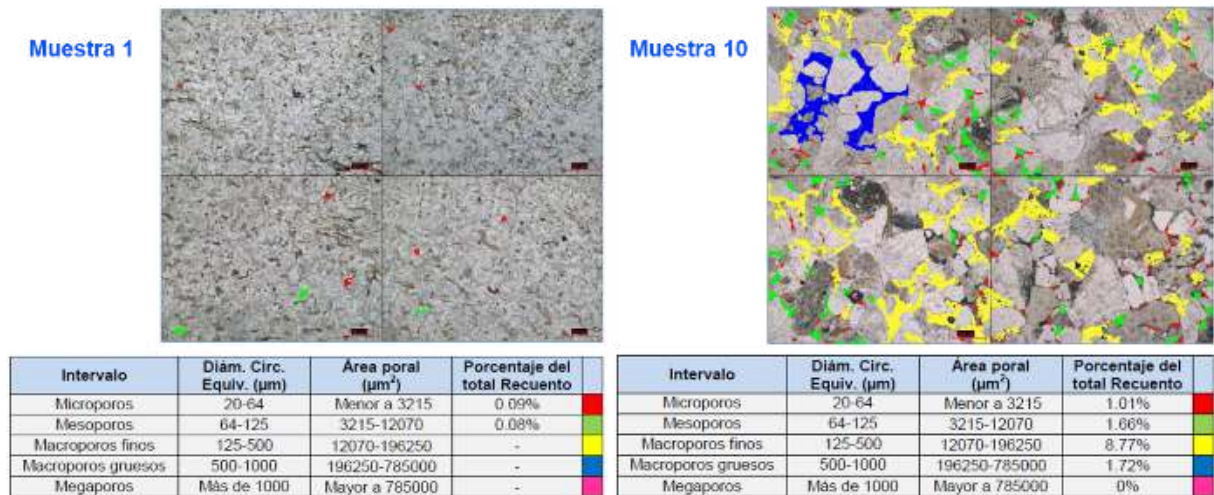 Muestra 1
Muestra 10
Intervalo Diám. Circ. Equiv. (µm) Área poral (µm²) Porcentaje del total Recuento
Microporos 20-64 Menor a 3215 0.09%
Mesoporos 64-125 3215-12070 0.08%
Macroporos finos 125-500 12070-196250 -
Macroporos gruesos 500-1000 196250-785000 -
Megaporos Más de 1000 Mayor a 785000 -
Intervalo Diám. Circ. Equiv. (µm) Área poral (µm²) Porcentaje del total Recuento
Microporos 20-64 Menor a 3215 1.01%
Mesoporos 64-125 3215-12070 1.66%
Macroporos finos 125-500 12070-196250 8.77%
Macroporos gruesos 500-1000 196250-785000 1.72%
Megaporos Más de 1000 Mayor a 785000 0%